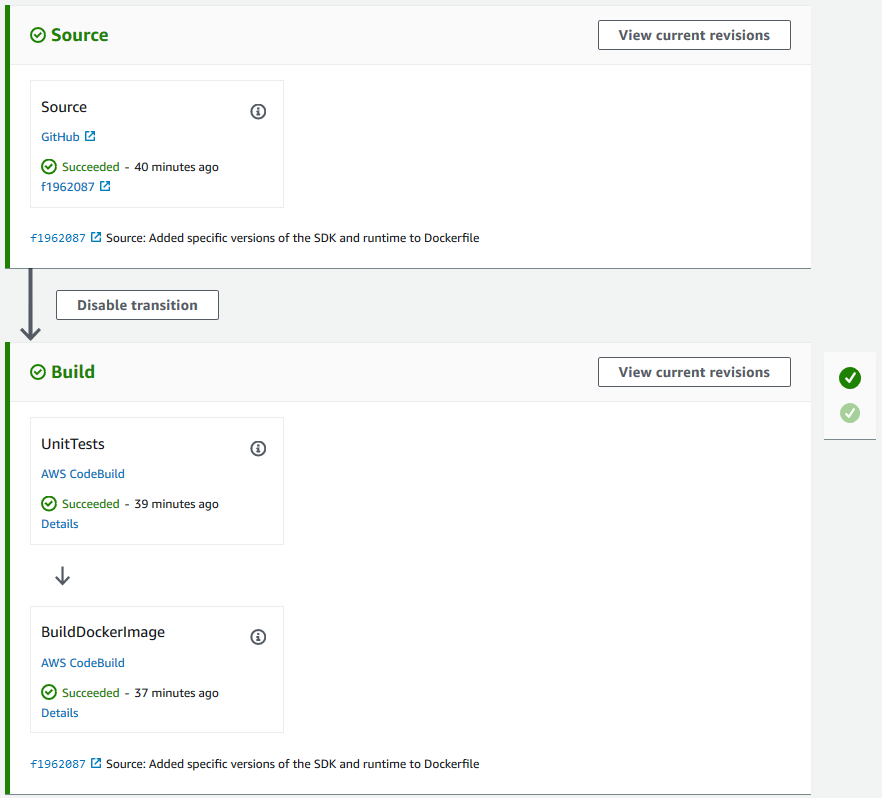 Source
View current revisions
Source
GitHub
Succeeded - 40 minutes ago
f1962087
f1962087 Source: Added specific versions of the SDK and runtime to Dockerfile
Disable transition
Build
View current revisions
UnitTests
AWS CodeBuild
Succeeded - 39 minutes ago
Details
BuildDockerImage
AWS CodeBuild
Succeeded - 37 minutes ago
Details
f1962087 Source: Added specific versions of the SDK and runtime to Dockerfile